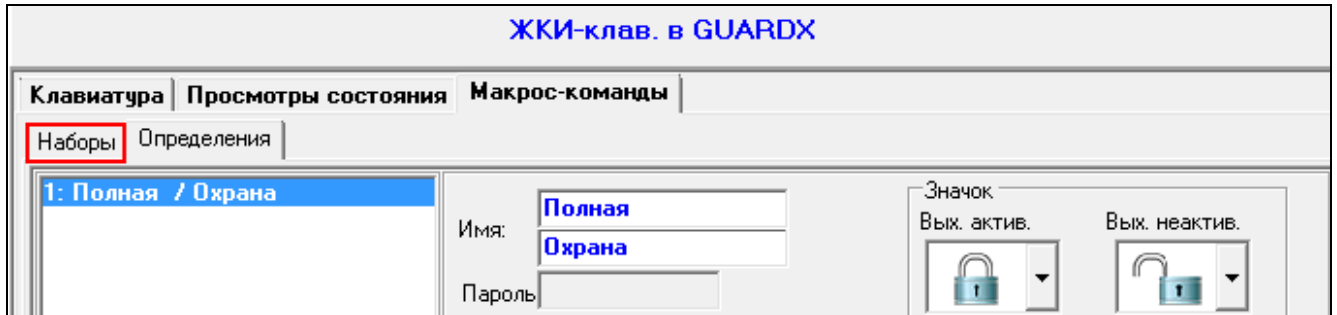 ЖКИ-клав. в GUARDX
Клавиатура Просмотры состояния Макрос-команды
Наборы Определения
1: Полная / Охрана
Имя:
Полная
Охрана
Пароль
Значок
Вых. актив. Вых. неактив.